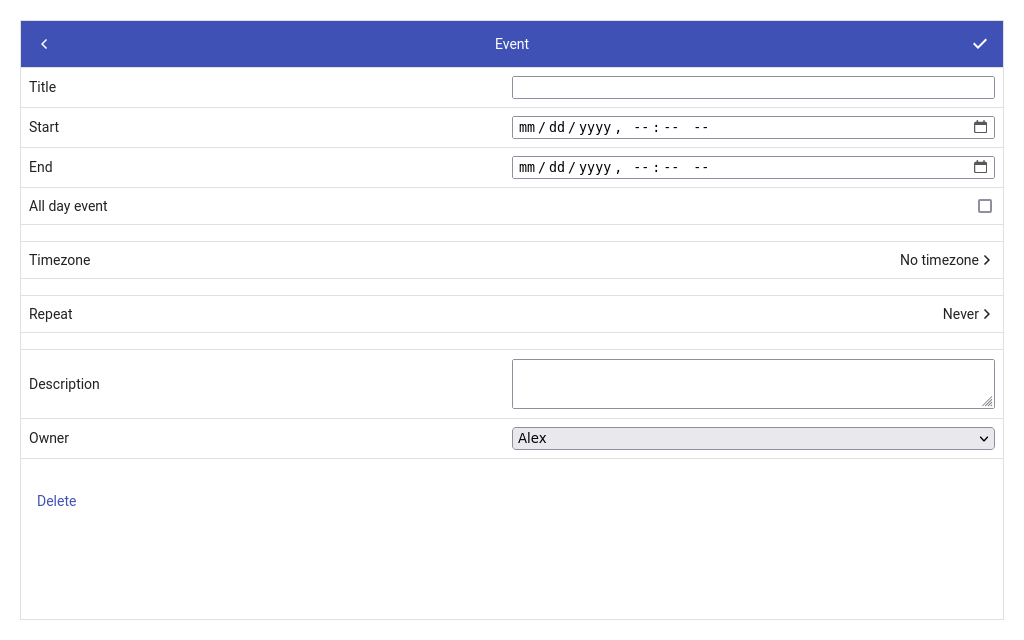 Event
Title
Start mm/dd/yyyy, --:-- --
End mm/dd/yyyy, --:-- --
All day event
Timezone No timezone
Repeat Never
Description
Owner Alex
Delete